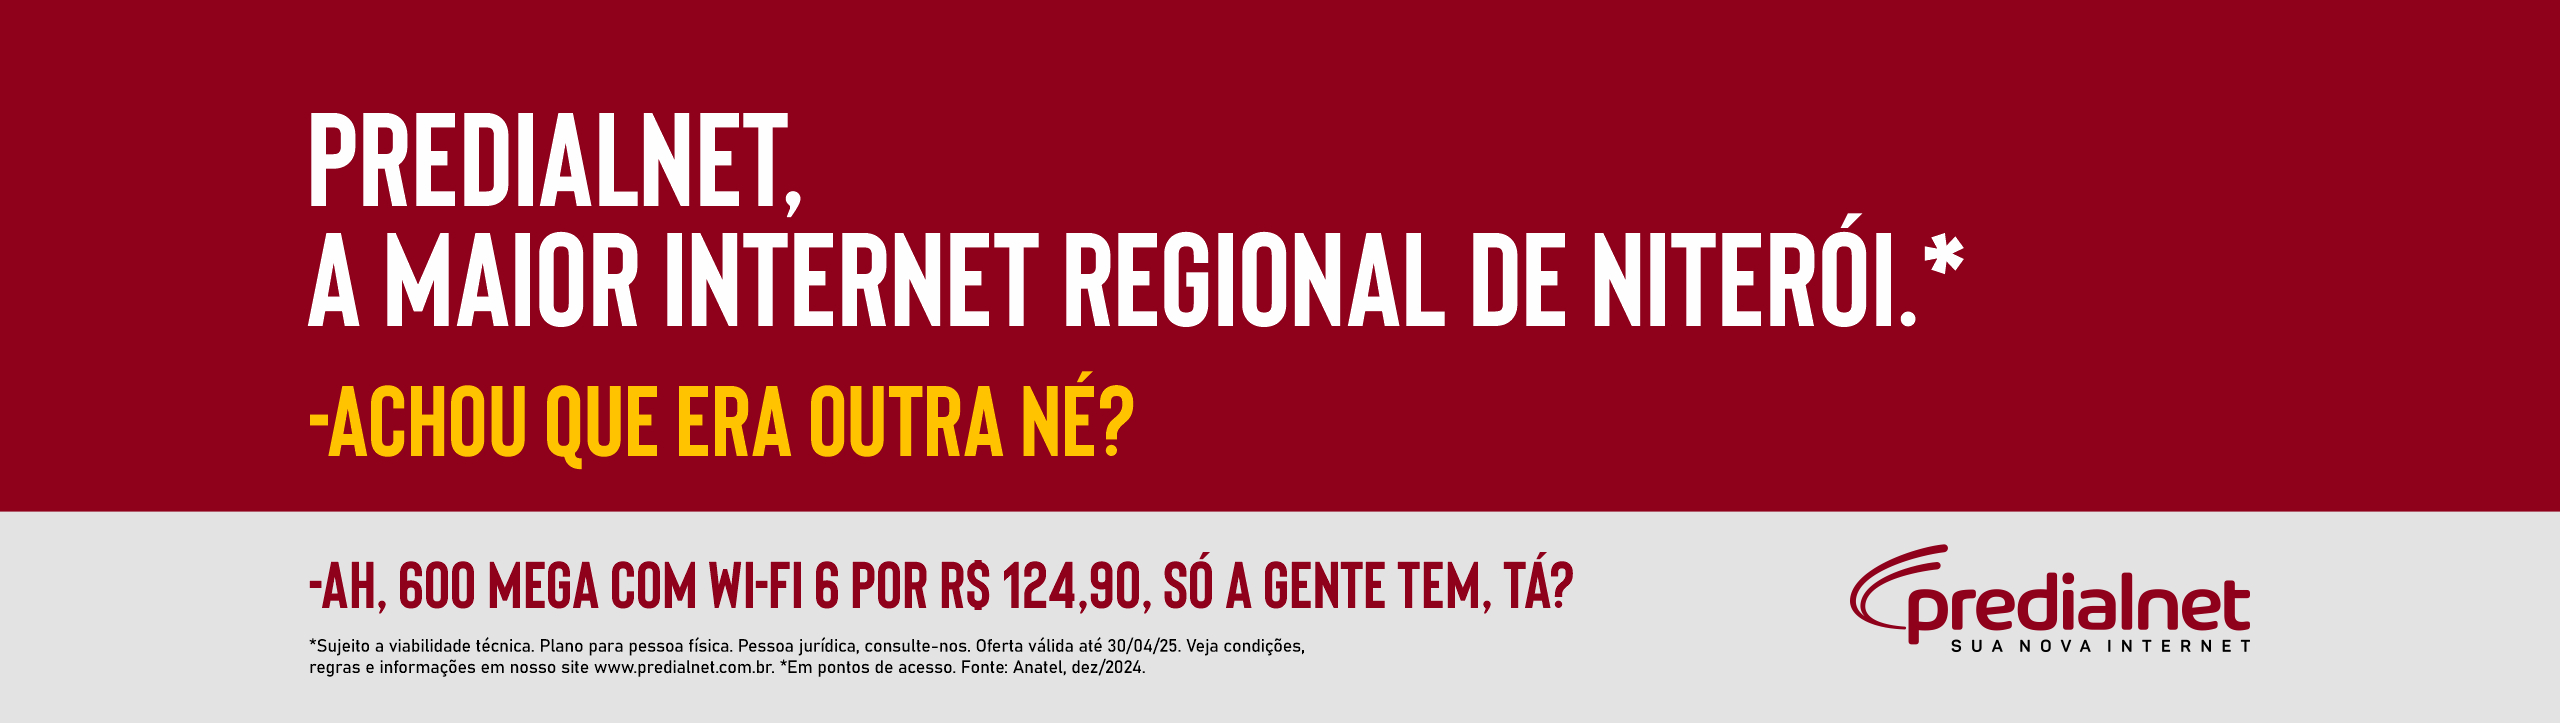 PREDIALNET,
A MAIOR INTERNET REGIONAL DE NITERÓI.*
-ACHOU QUE ERA OUTRA NÉ?
-AH, 600 MEGA COM WI-FI 6 POR R$ 124,90, SÓ A GENTE TEM, TÁ?
*Sujeito a viabilidade técnica. Plano para pessoa física. Pessoa jurídica, consulte-nos. Oferta válida até 30/04/25. Veja condições,
regras e informações em nosso site www.predialnet.com.br. *Em pontos de acesso. Fonte: Anatel, dez/2024.
predialnet
SUA NOVA INTERNET